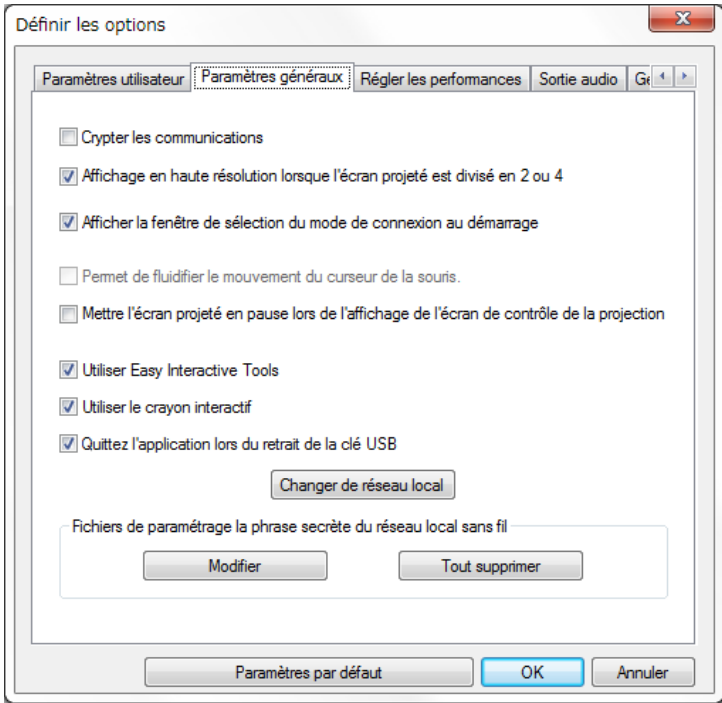 Définir les options
Paramètres utilisateur Paramètres généraux Régler les performances Sortie audio
Crypter les communications
Affichage en haute résolution lorsque l'écran projeté est divisé en 2 ou 4
Afficher la fenêtre de sélection du mode de connexion au démarrage
Permet de fluidifier le mouvement du curseur de la souris.
Mettre l'écran projeté en pause lors de l'affichage de l'écran de contrôle de la projection
Utiliser Easy Interactive Tools
Utiliser le crayon interactif
Quittez l'application lors du retrait de la clé USB
Changer de réseau local
Fichiers de paramétrage la phrase secrète du réseau local sans fil
Modifier Tout supprimer
Paramètres par défaut OK Annuler